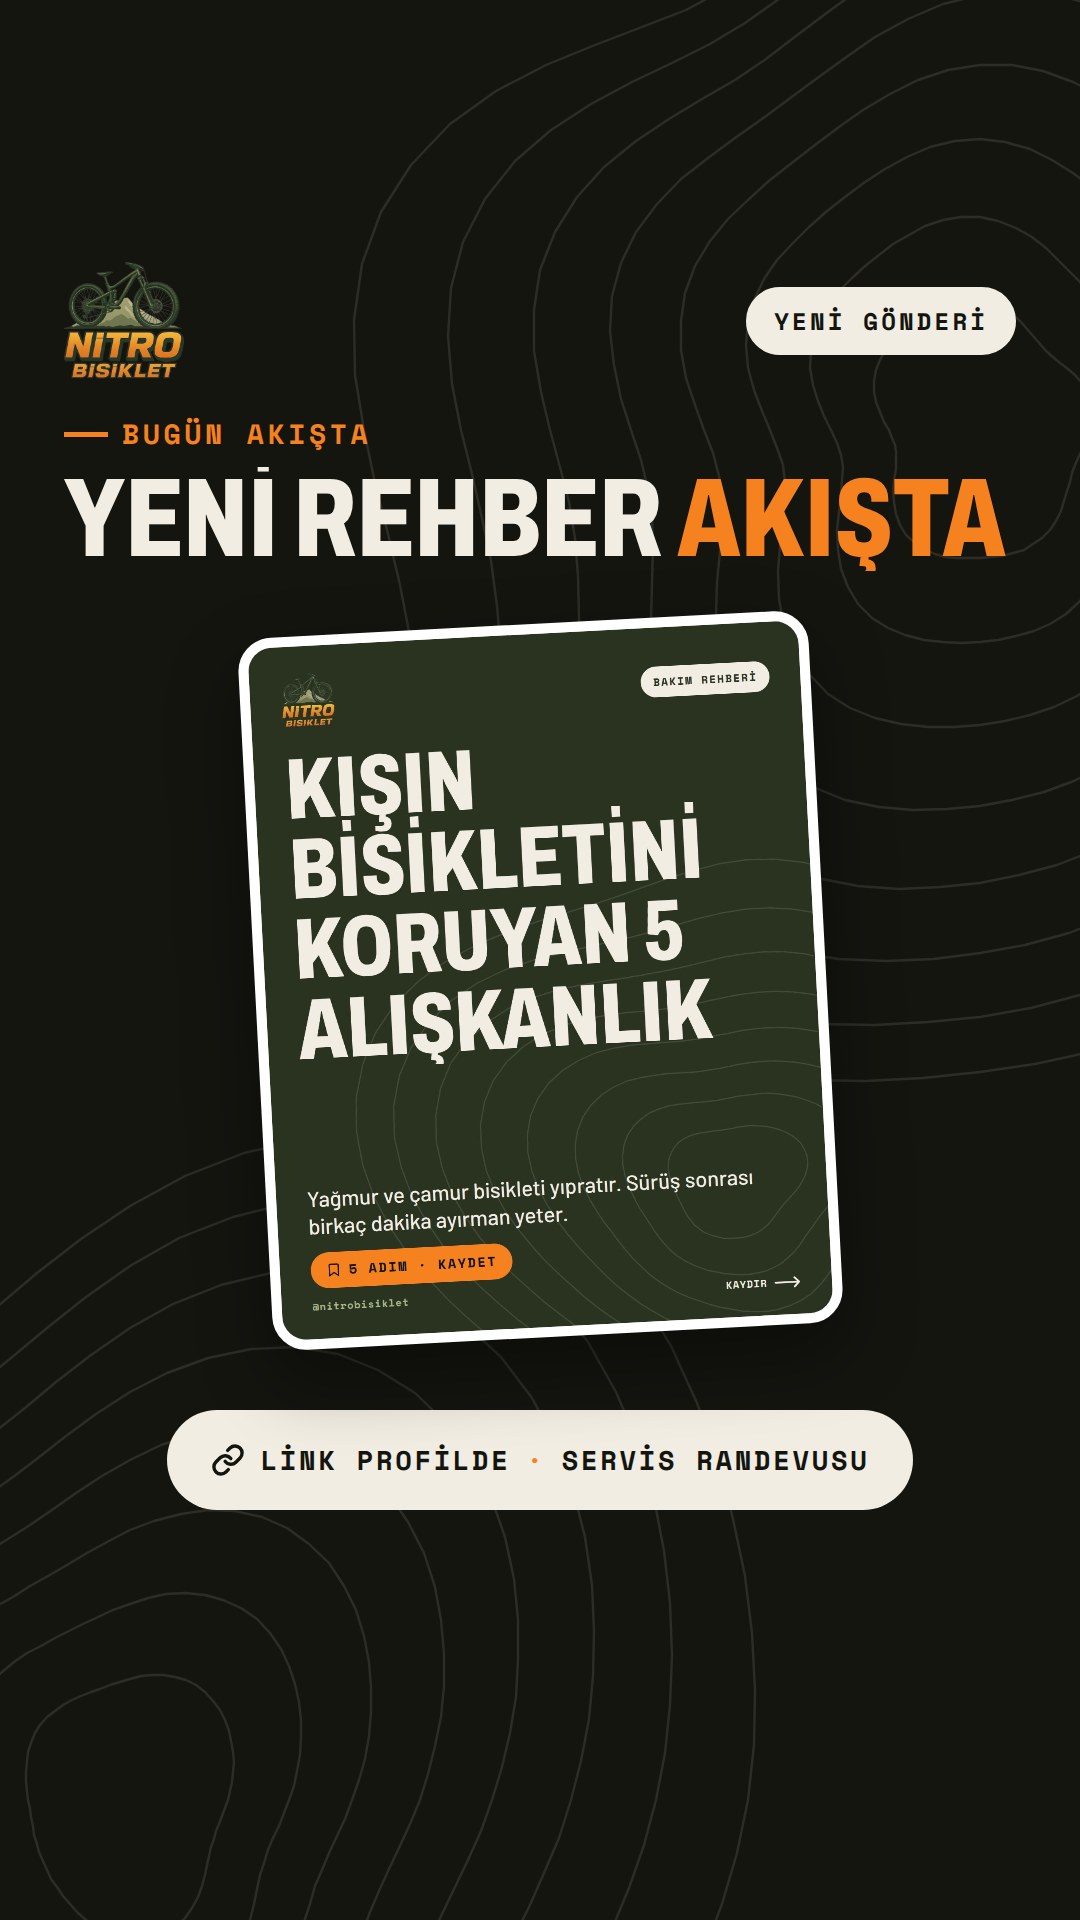 NiTRO
BiSiKLET
YENİ GÖNDERİ
BUGÜN AKIŞTA
YENİ REHBER AKIŞTA
NiTRO
BiSiKLET
BAKIM REHBERİ
KIŞIN
BİSİKLETİNİ
KORUYAN 5
ALIŞKANLIK
Yağmur ve çamur bisikleti yıpratır. Sürüş sonrası
birkaç dakika ayırman yeter.
5 ADIM · KAYDET
@nitrobisiklet
KAYDIR
LİNK PROFİLDE · SERVİS RANDEVUSU